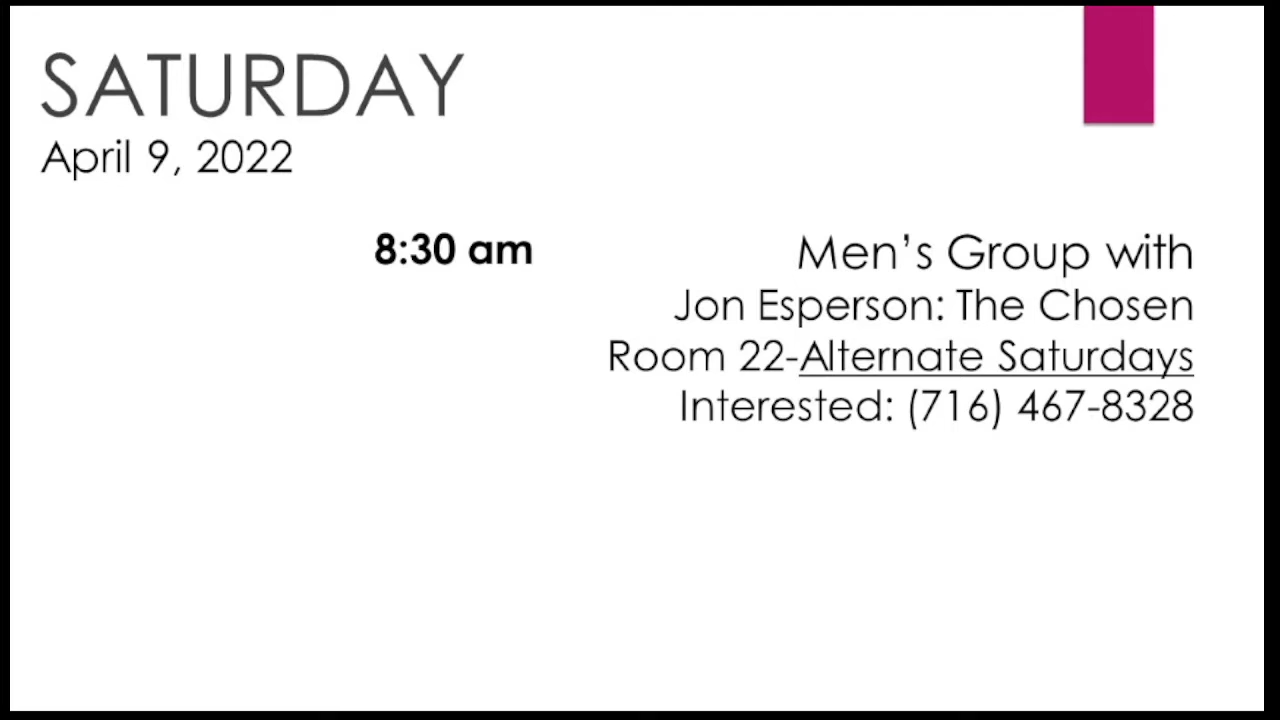 SATURDAY
April 9, 2022
8:30 am
Men’s Group with
Jon Esperson: The Chosen
Room 22-Alternate Saturdays
Interested: (716) 467-8328